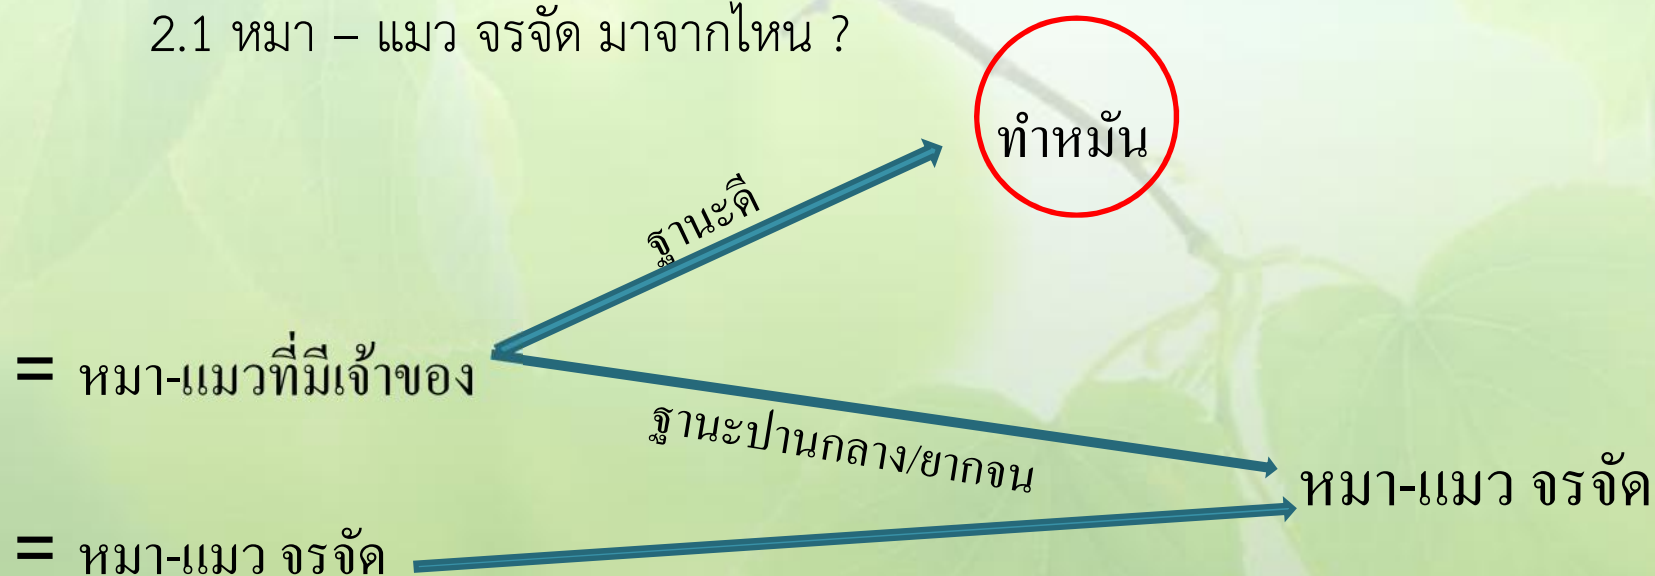 2.1 หมา – แมว จรจัด มาจากไหน ?
ทำหมัน
ฐานะดี
= หมา-แมวที่มีเจ้าของ
ฐานะปานกลาง/ยากจน
หมา-แมว จรจัด
= หมา-แมว จรจัด